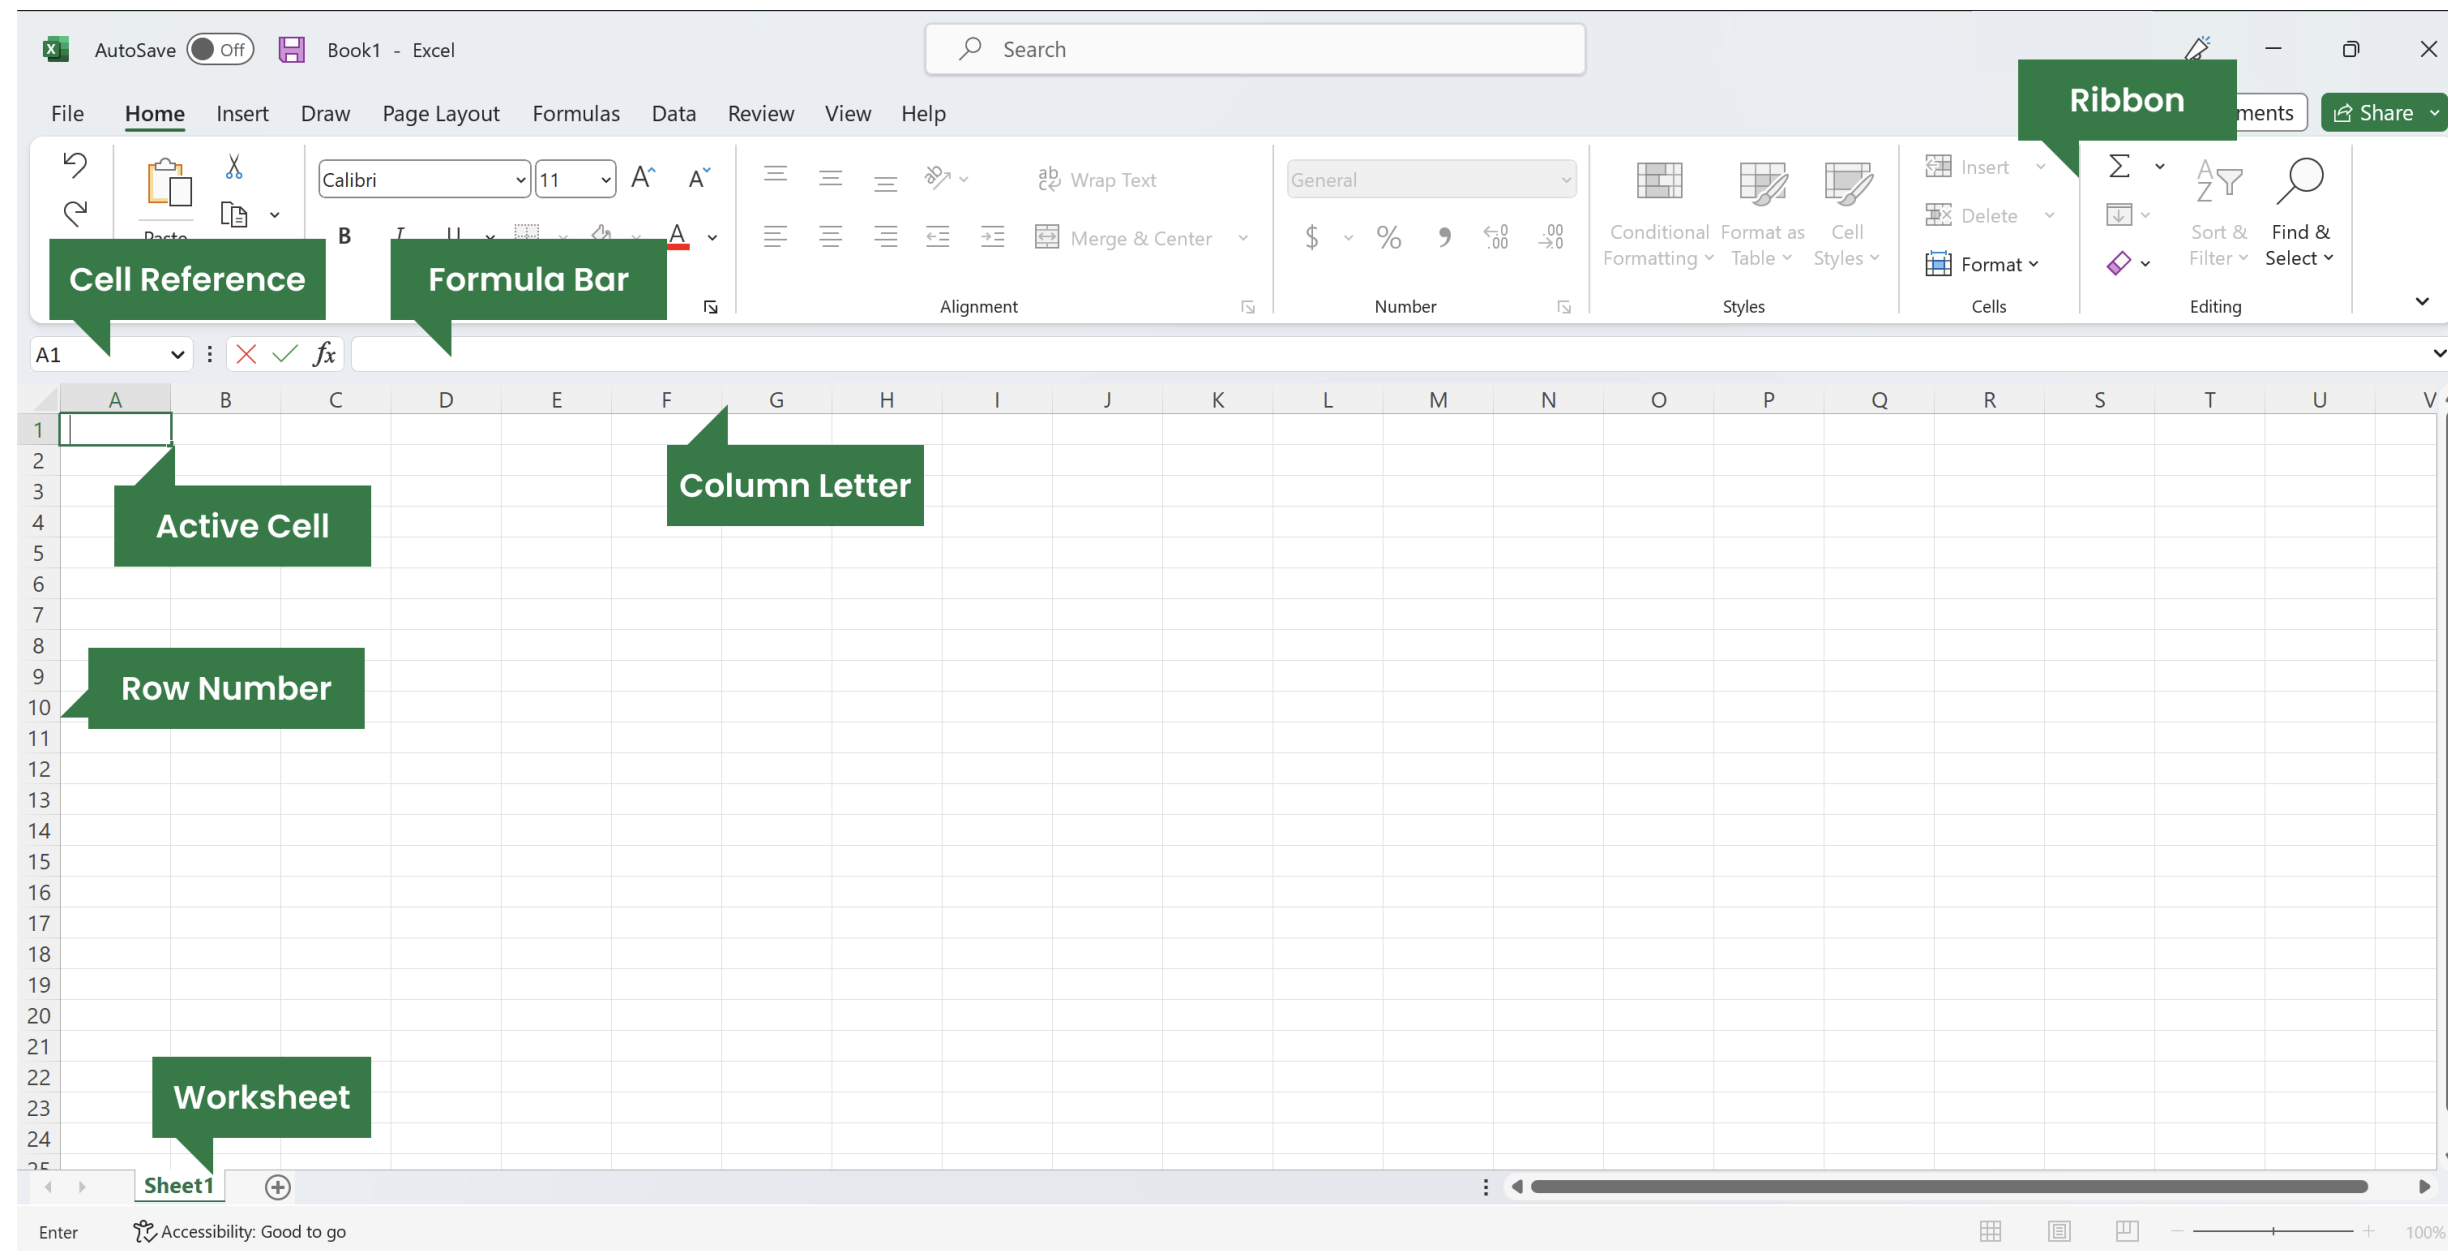 AutoSave Off Book1 - Excel
Search
File Home Insert Draw Page Layout Formulas Data Review View Help
Ribbon
Share
Calibri 11
Wrap Text
General
Insert
B
Merge & Center
$ % 
Conditional Formatting
Format as Table
Cell Styles
Delete
Format
Sort & Filter
Find & Select
Cell Reference
Formula Bar
Alignment Number Styles Cells Editing
A1 fx
A B C D E F G H I J K L M N O P Q R S T U V
1
2
Column Letter
3
4
Active Cell
5
6
7
8
9
Row Number
10
11
12
13
14
15
16
17
18
19
20
21
22
Worksheet
23
24
Sheet1
Enter Accessibility: Good to go 100%